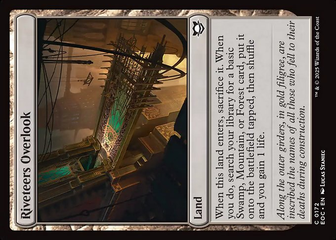 Riveteers Overlook
Land
When this land enters, sacrifice it. When
you do, search your library for a basic
Swamp, Mountain, or Forest card, put it
onto the battlefield tapped, then shuffle
and you gain 1 life.
Along the outer girders, in gold filigree, are
inscribed the names of all those who fell to their
deaths during construction.
C 0172
EOC • EN Lucas Staniec
™ & © 2025 Wizards of the Coast